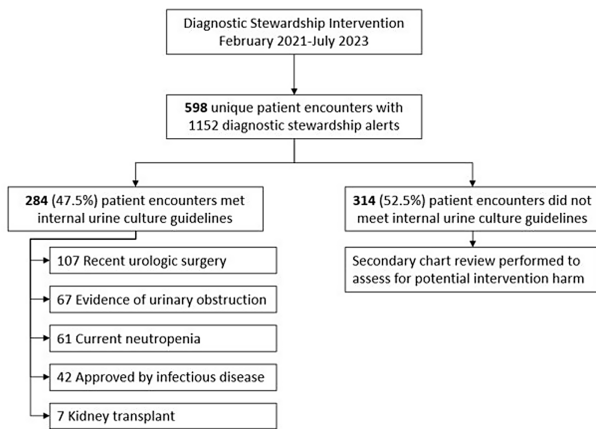 Diagnostic Stewardship Intervention
February 2021-July 2023
598 unique patient encounters with
1152 diagnostic stewardship alerts
284 (47.5%) patient encounters met
internal urine culture guidelines
314 (52.5%) patient encounters did not
meet internal urine culture guidelines
107 Recent urologic surgery
67 Evidence of urinary obstruction
61 Current neutropenia
42 Approved by infectious disease
7 Kidney transplant
Secondary chart review performed to
assess for potential intervention harm